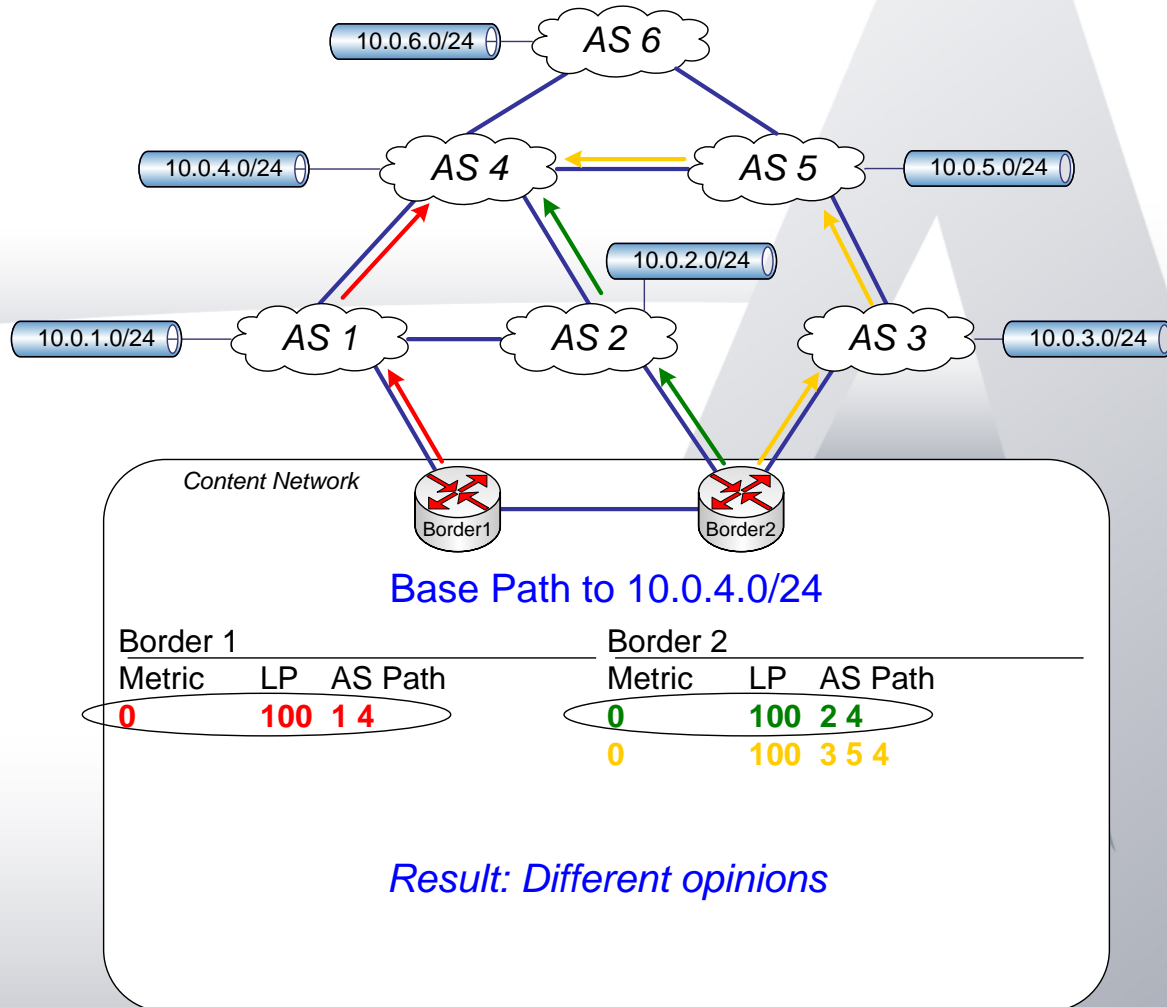 10.0.6.0/24
AS 6
10.0.4.0/24
AS 4
AS 5
10.0.5.0/24
10.0.2.0/24
10.0.1.0/24
AS 1
AS 2
AS 3
10.0.3.0/24
Content Network
Border1
Border2
Base Path to 10.0.4.0/24
Border 1
Metric LP AS Path
0 100 1 4
Border 2
Metric LP AS Path
0 100 2 4
0 100 3 5 4
Result: Different opinions